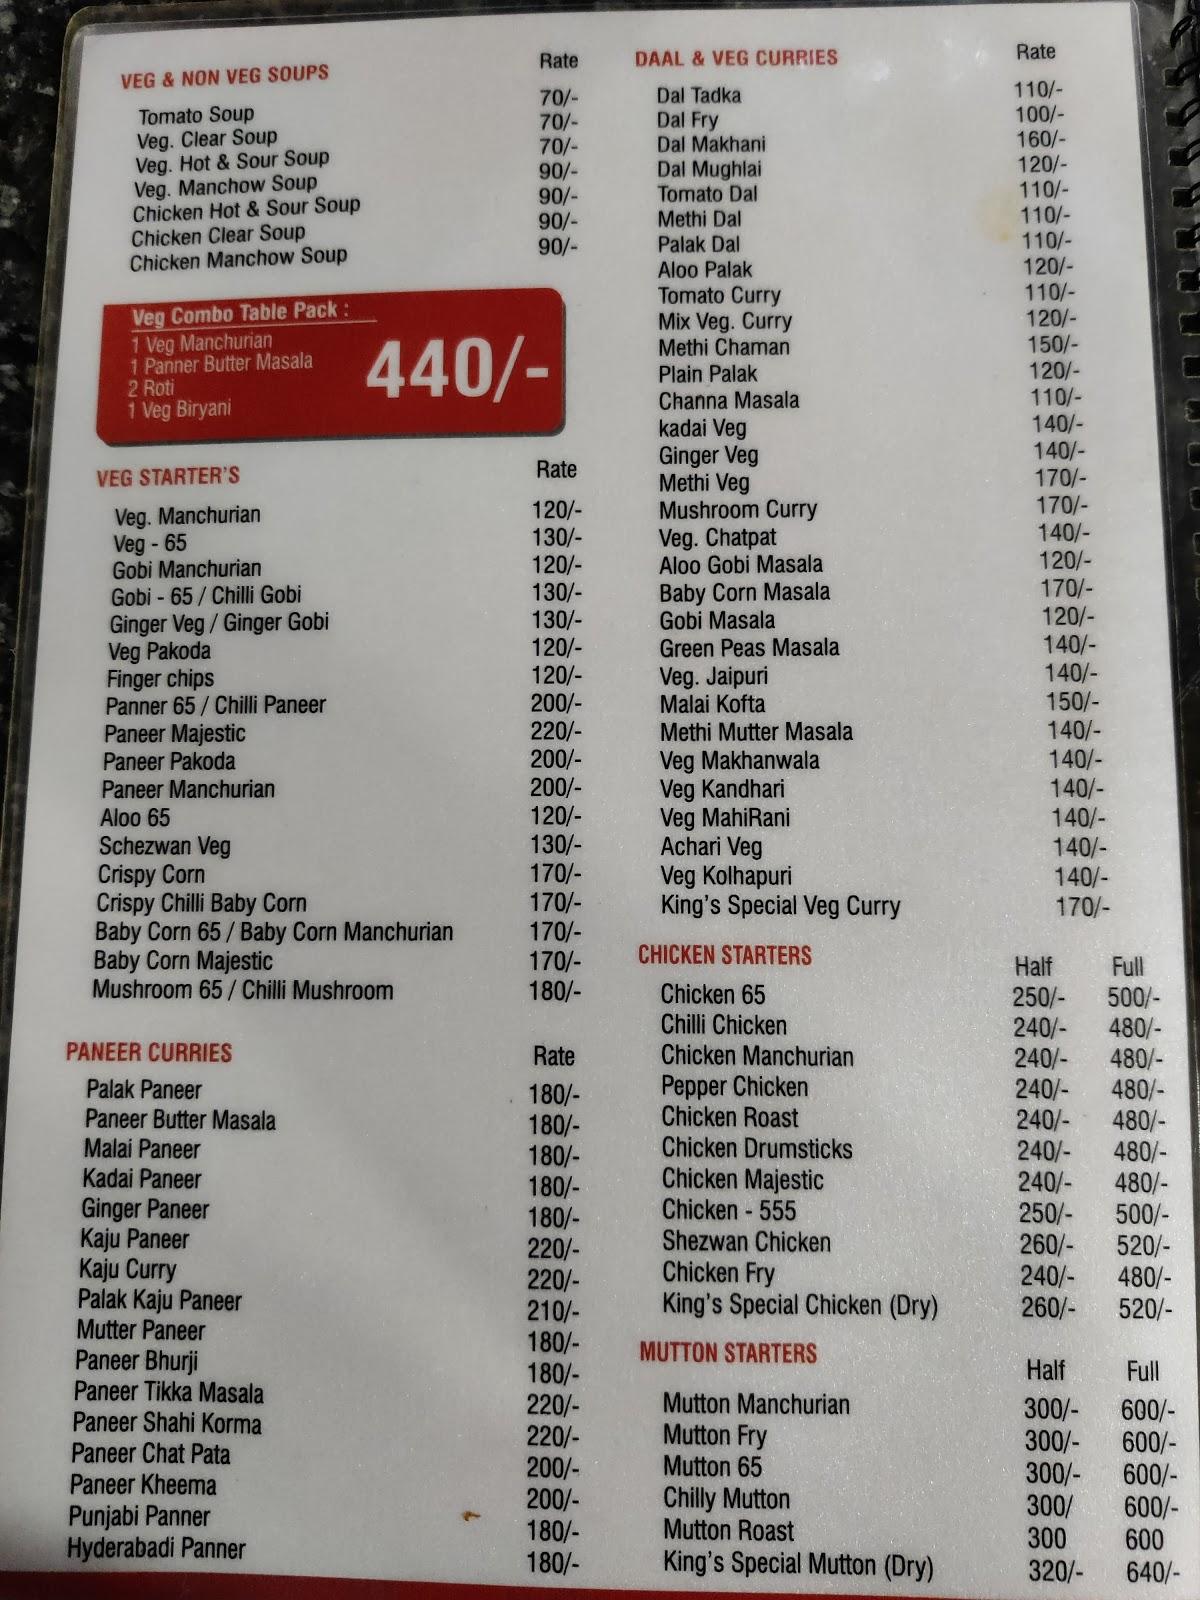 VEG & NON VEG SOUPS Rate
Tomato Soup 70/-
Veg. Clear Soup 70/-
Veg. Hot & Sour Soup 70/-
Veg. Manchow Soup 90/-
Chicken Hot & Sour Soup 90/-
Chicken Clear Soup 90/-
Chicken Manchow Soup 90/-
Veg Combo Table Pack :
1 Veg Manchurian
1 Panner Butter Masala
2 Roti
1 Veg Biryani
440/-
VEG STARTER'S Rate
Veg. Manchurian 120/-
Veg - 65 130/-
Gobi Manchurian 120/-
Gobi - 65 / Chilli Gobi 130/-
Ginger Veg / Ginger Gobi 130/-
Veg Pakoda 120/-
Finger chips 120/-
Panner 65 / Chilli Paneer 200/-
Paneer Majestic 220/-
Paneer Pakoda 200/-
Paneer Manchurian 200/-
Aloo 65 120/-
Schezwan Veg 130/-
Crispy Corn 170/-
Crispy Chilli Baby Corn 170/-
Baby Corn 65 / Baby Corn Manchurian 170/-
Baby Corn Majestic 170/-
Mushroom 65 / Chilli Mushroom 180/-
PANEER CURRIES Rate
Palak Paneer 180/-
Paneer Butter Masala 180/-
Malai Paneer 180/-
Kadai Paneer 180/-
Ginger Paneer 180/-
Kaju Paneer 220/-
Kaju Curry 220/-
Palak Kaju Paneer 210/-
Mutter Paneer 180/-
Paneer Bhurji 180/-
Paneer Tikka Masala 220/-
Paneer Shahi Korma 220/-
Paneer Chat Pata 200/-
Paneer Kheema 200/-
Punjabi Panner 180/-
Hyderabadi Panner 180/-
DAAL & VEG CURRIES Rate
Dal Tadka 110/-
Dal Fry 100/-
Dal Makhani 160/-
Dal Mughlai 120/-
Tomato Dal 110/-
Methi Dal 110/-
Palak Dal 110/-
Aloo Palak 120/-
Tomato Curry 110/-
Mix Veg. Curry 120/-
Methi Chaman 150/-
Plain Palak 120/-
Channa Masala 110/-
kadai Veg 140/-
Ginger Veg 140/-
Methi Veg 170/-
Mushroom Curry 170/-
Veg. Chatpat 140/-
Aloo Gobi Masala 120/-
Baby Corn Masala 170/-
Gobi Masala 120/-
Green Peas Masala 140/-
Veg. Jaipuri 140/-
Malai Kofta 150/-
Methi Mutter Masala 140/-
Veg Makhanwala 140/-
Veg Kandhari 140/-
Veg MahiRani 140/-
Achari Veg 140/-
Veg Kolhapuri 140/-
King's Special Veg Curry 170/-
CHICKEN STARTERS Half Full
Chicken 65 250/- 500/-
Chilli Chicken 240/- 480/-
Chicken Manchurian 240/- 480/-
Pepper Chicken 240/- 480/-
Chicken Roast 240/- 480/-
Chicken Drumsticks 240/- 480/-
Chicken Majestic 240/- 480/-
Chicken - 555 250/- 500/-
Shezwan Chicken 260/- 520/-
Chicken Fry 240/- 480/-
King's Special Chicken (Dry) 260/- 520/-
MUTTON STARTERS Half Full
Mutton Manchurian 300/- 600/-
Mutton Fry 300/- 600/-
Mutton 65 300/- 600/-
Chilly Mutton 300/ 600/-
Mutton Roast 300 600
King's Special Mutton (Dry) 320/- 640/-